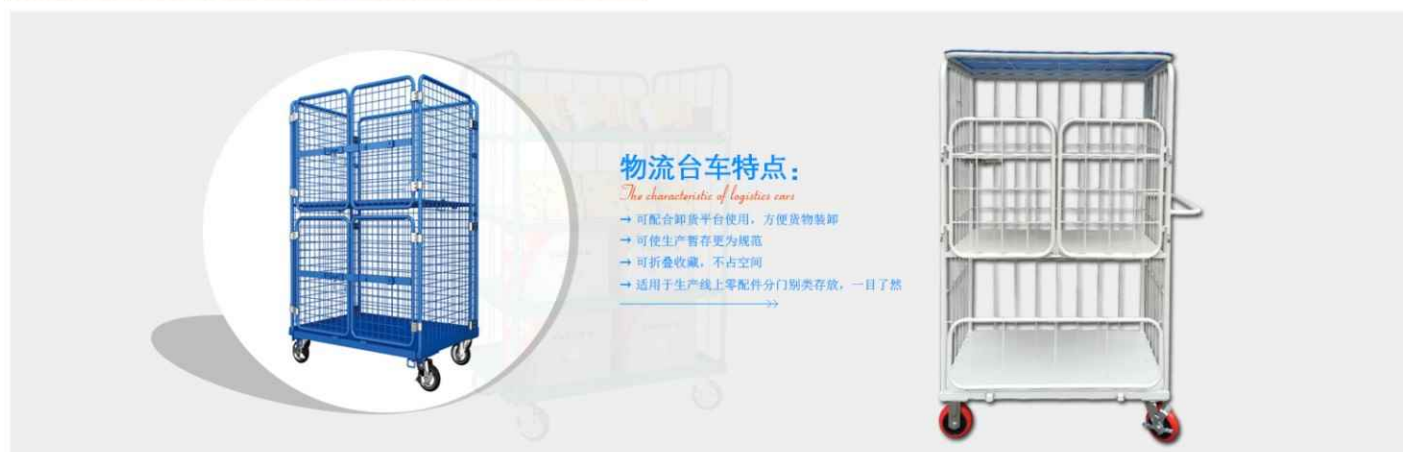 物流台车特点：
The characteristic of logistics cars
→ 可配合卸货平台使用，方便货物装卸
→ 可使生产暂存更为规范
→ 可折叠收藏，不占空间
→ 适用于生产线上零配件分门别类存放，一目了然